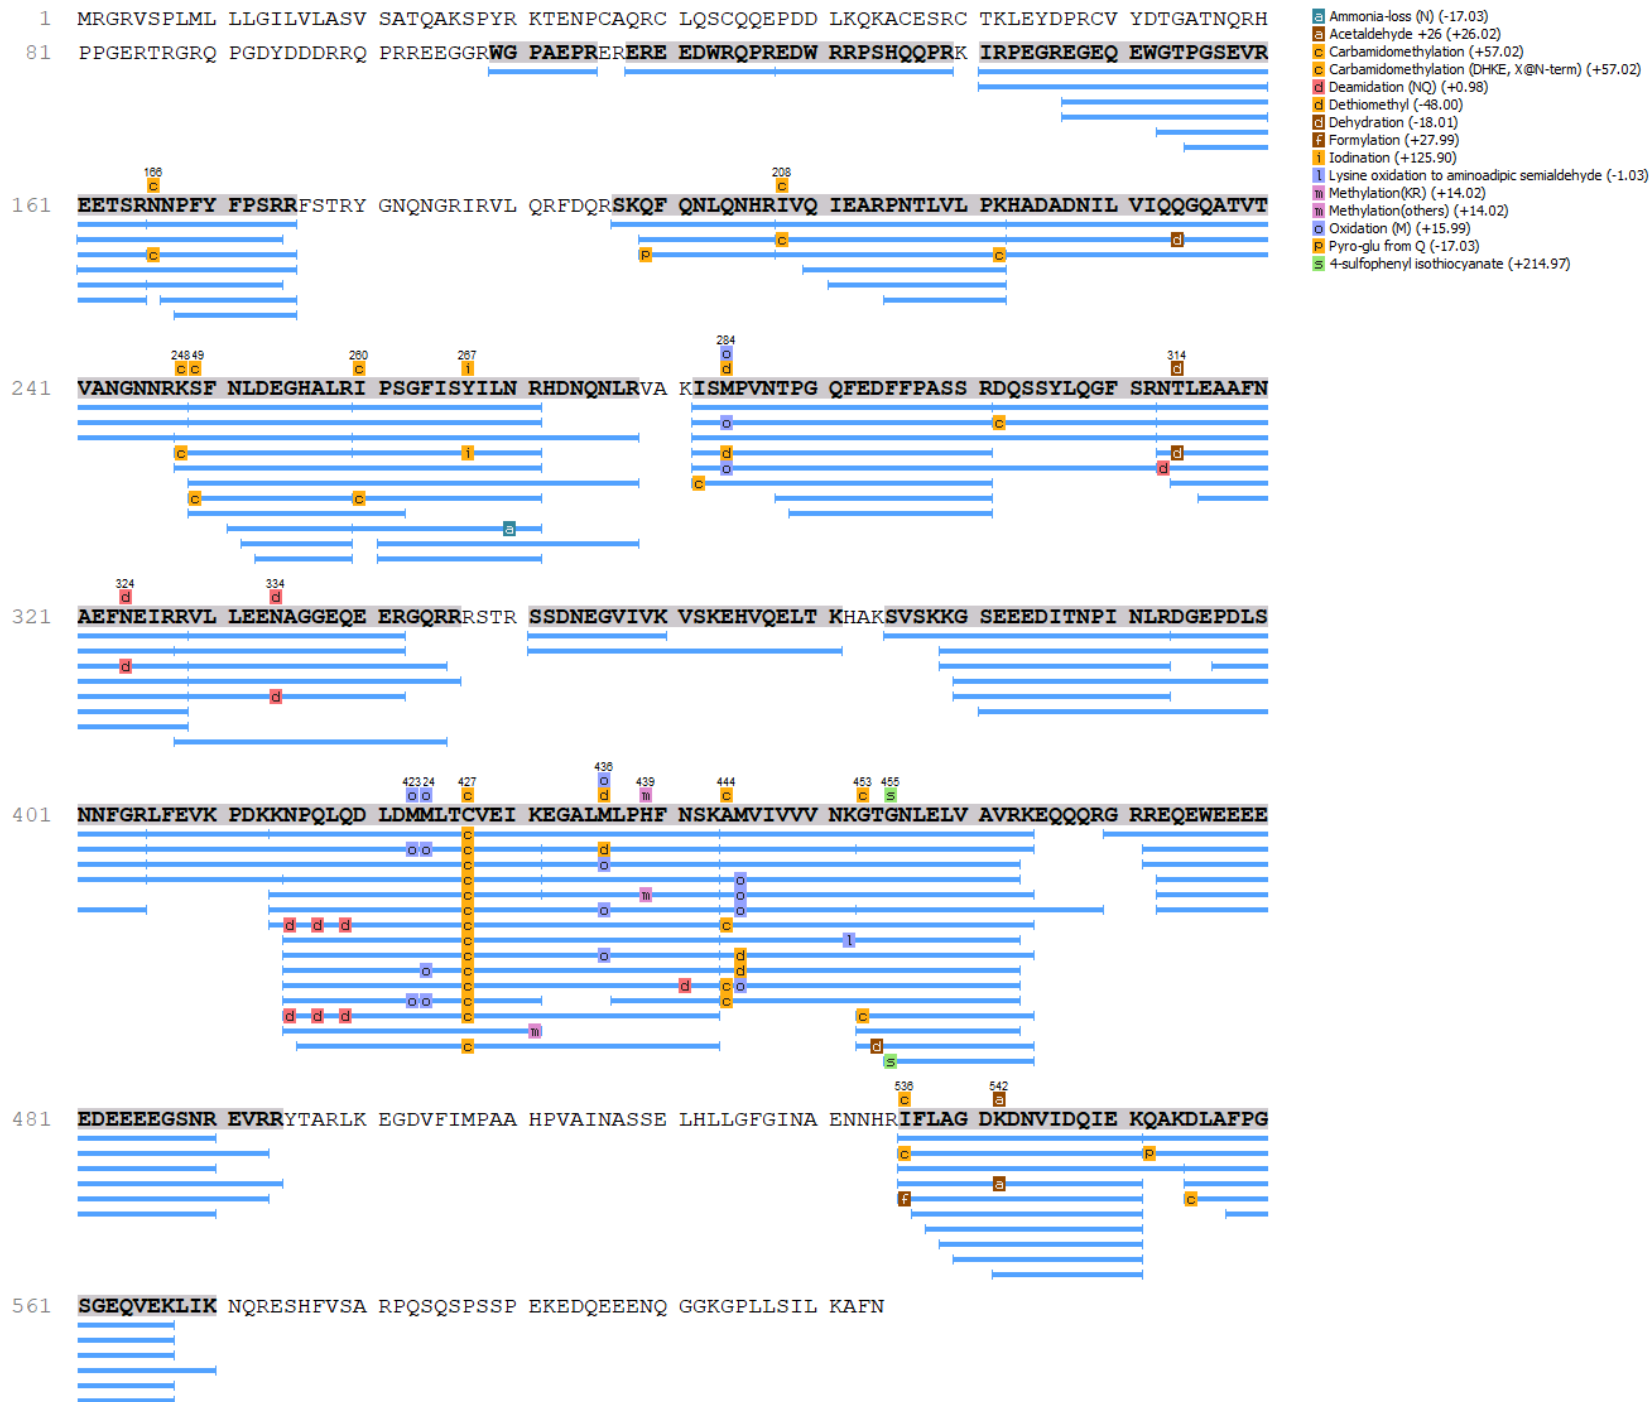 1 MRGRVSPLML LLGILVLASV SATQAKSPYR KTENPCAQRC LQSCQQEPDD LKQKACESRC TKLEYDPRCV YDTGATNQRH
81 PPGERTRGRQ PGDYDDDRRQ PRREEGGRWG PAEPRERERE EDWRQPREDW RRPSHQQPRK IRPEGREGEQ EWGTPGSEVR
166
208
c
c
161 EETSRNNPFY FPSRRFSTRY GNQNGRIRVL QRFDQRSKQF QNLQNHRIVQ IEARPNTLVL PKHADADNIL VIQQGQATVT
c d
c p c
284
248 49 260 267 o 314
c c c i d d
241 VANGNNRKSF NLDEGHALRI PSGFISYILN RHDNQNLRVA KISMPVNTPG QFEDFFPASS RDQSSYLQGF SRNTLEAAFN
o c
c i d d
o d
c c c
a
324 334
d d
321 AEFNEIRRVL LEENAGGEQE ERGQRRRSTR SSDNEGVIVK VSKEHVQELT KHAKSVSKKG SEEEDITNPI NLRDGEPDLS
d
d
436
423 24 427 o 439 444 453 455
o o c d m c c s
401 NNFGRLFEVK PDKKNPQLQD LDMMLTCVEI KEGALMLPHF NSKAMVIVVV NKGTGNLELV AVRKEQQQRG RREQEWEEEE
c
o o c d
c o
c o
c m o
c o o
d d d c c
c l
c o d
o c d
c d c o
o o c c
d d d c c
m
c d
s
536 542
c a
481 EDEEEEGSNR EVRRYTARLK EGDVFIMPAA HPVAINASSE LHLLGFGINA ENNHRIFLAG DKDNVIDQIE KQAKDLAFPG
c p
a
f c
561 SGEQVEKLIK NQRESHFVSA RPQSQSPSSP EKEDQEEENQ GGKGPLLSIL KAFN
a Ammonia-loss (N) (-17.03)
a Acetaldehyde +26 (+26.02)
c Carbamidomethylation (+57.02)
c Carbamidomethylation (DHKE, X@N-term) (+57.02)
d Deamidation (NQ) (+0.98)
d Dethiomethyl (-48.00)
d Dehydration (-18.01)
f Formylation (+27.99)
i Iodination (+125.90)
l Lysine oxidation to aminoadipic semialdehyde (-1.03)
m Methylation(KR) (+14.02)
m Methylation(others) (+14.02)
o Oxidation (M) (+15.99)
p Pyro-glu from Q (-17.03)
s 4-sulfophenyl isothiocyanate (+214.97)